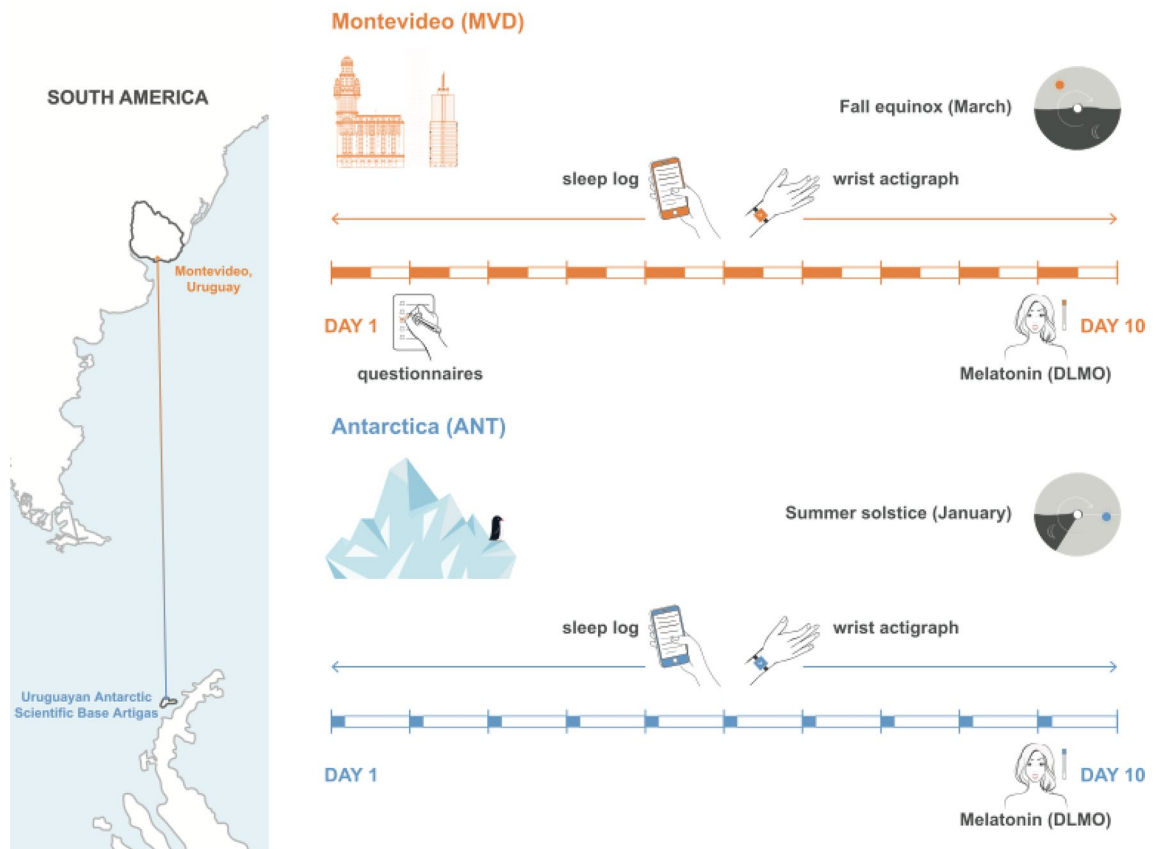 SOUTH AMERICA
Montevideo,
Uruguay
Uruguayan Antarctic
Scientific Base Artigas
Montevideo (MVD)
Fall equinox (March)
sleep log
wrist actigraph
DAY 1
questionnaires
Melatonin (DLMO)
DAY 10
Antarctica (ANT)
Summer solstice (January)
sleep log
wrist actigraph
DAY 1
Melatonin (DLMO)
DAY 10